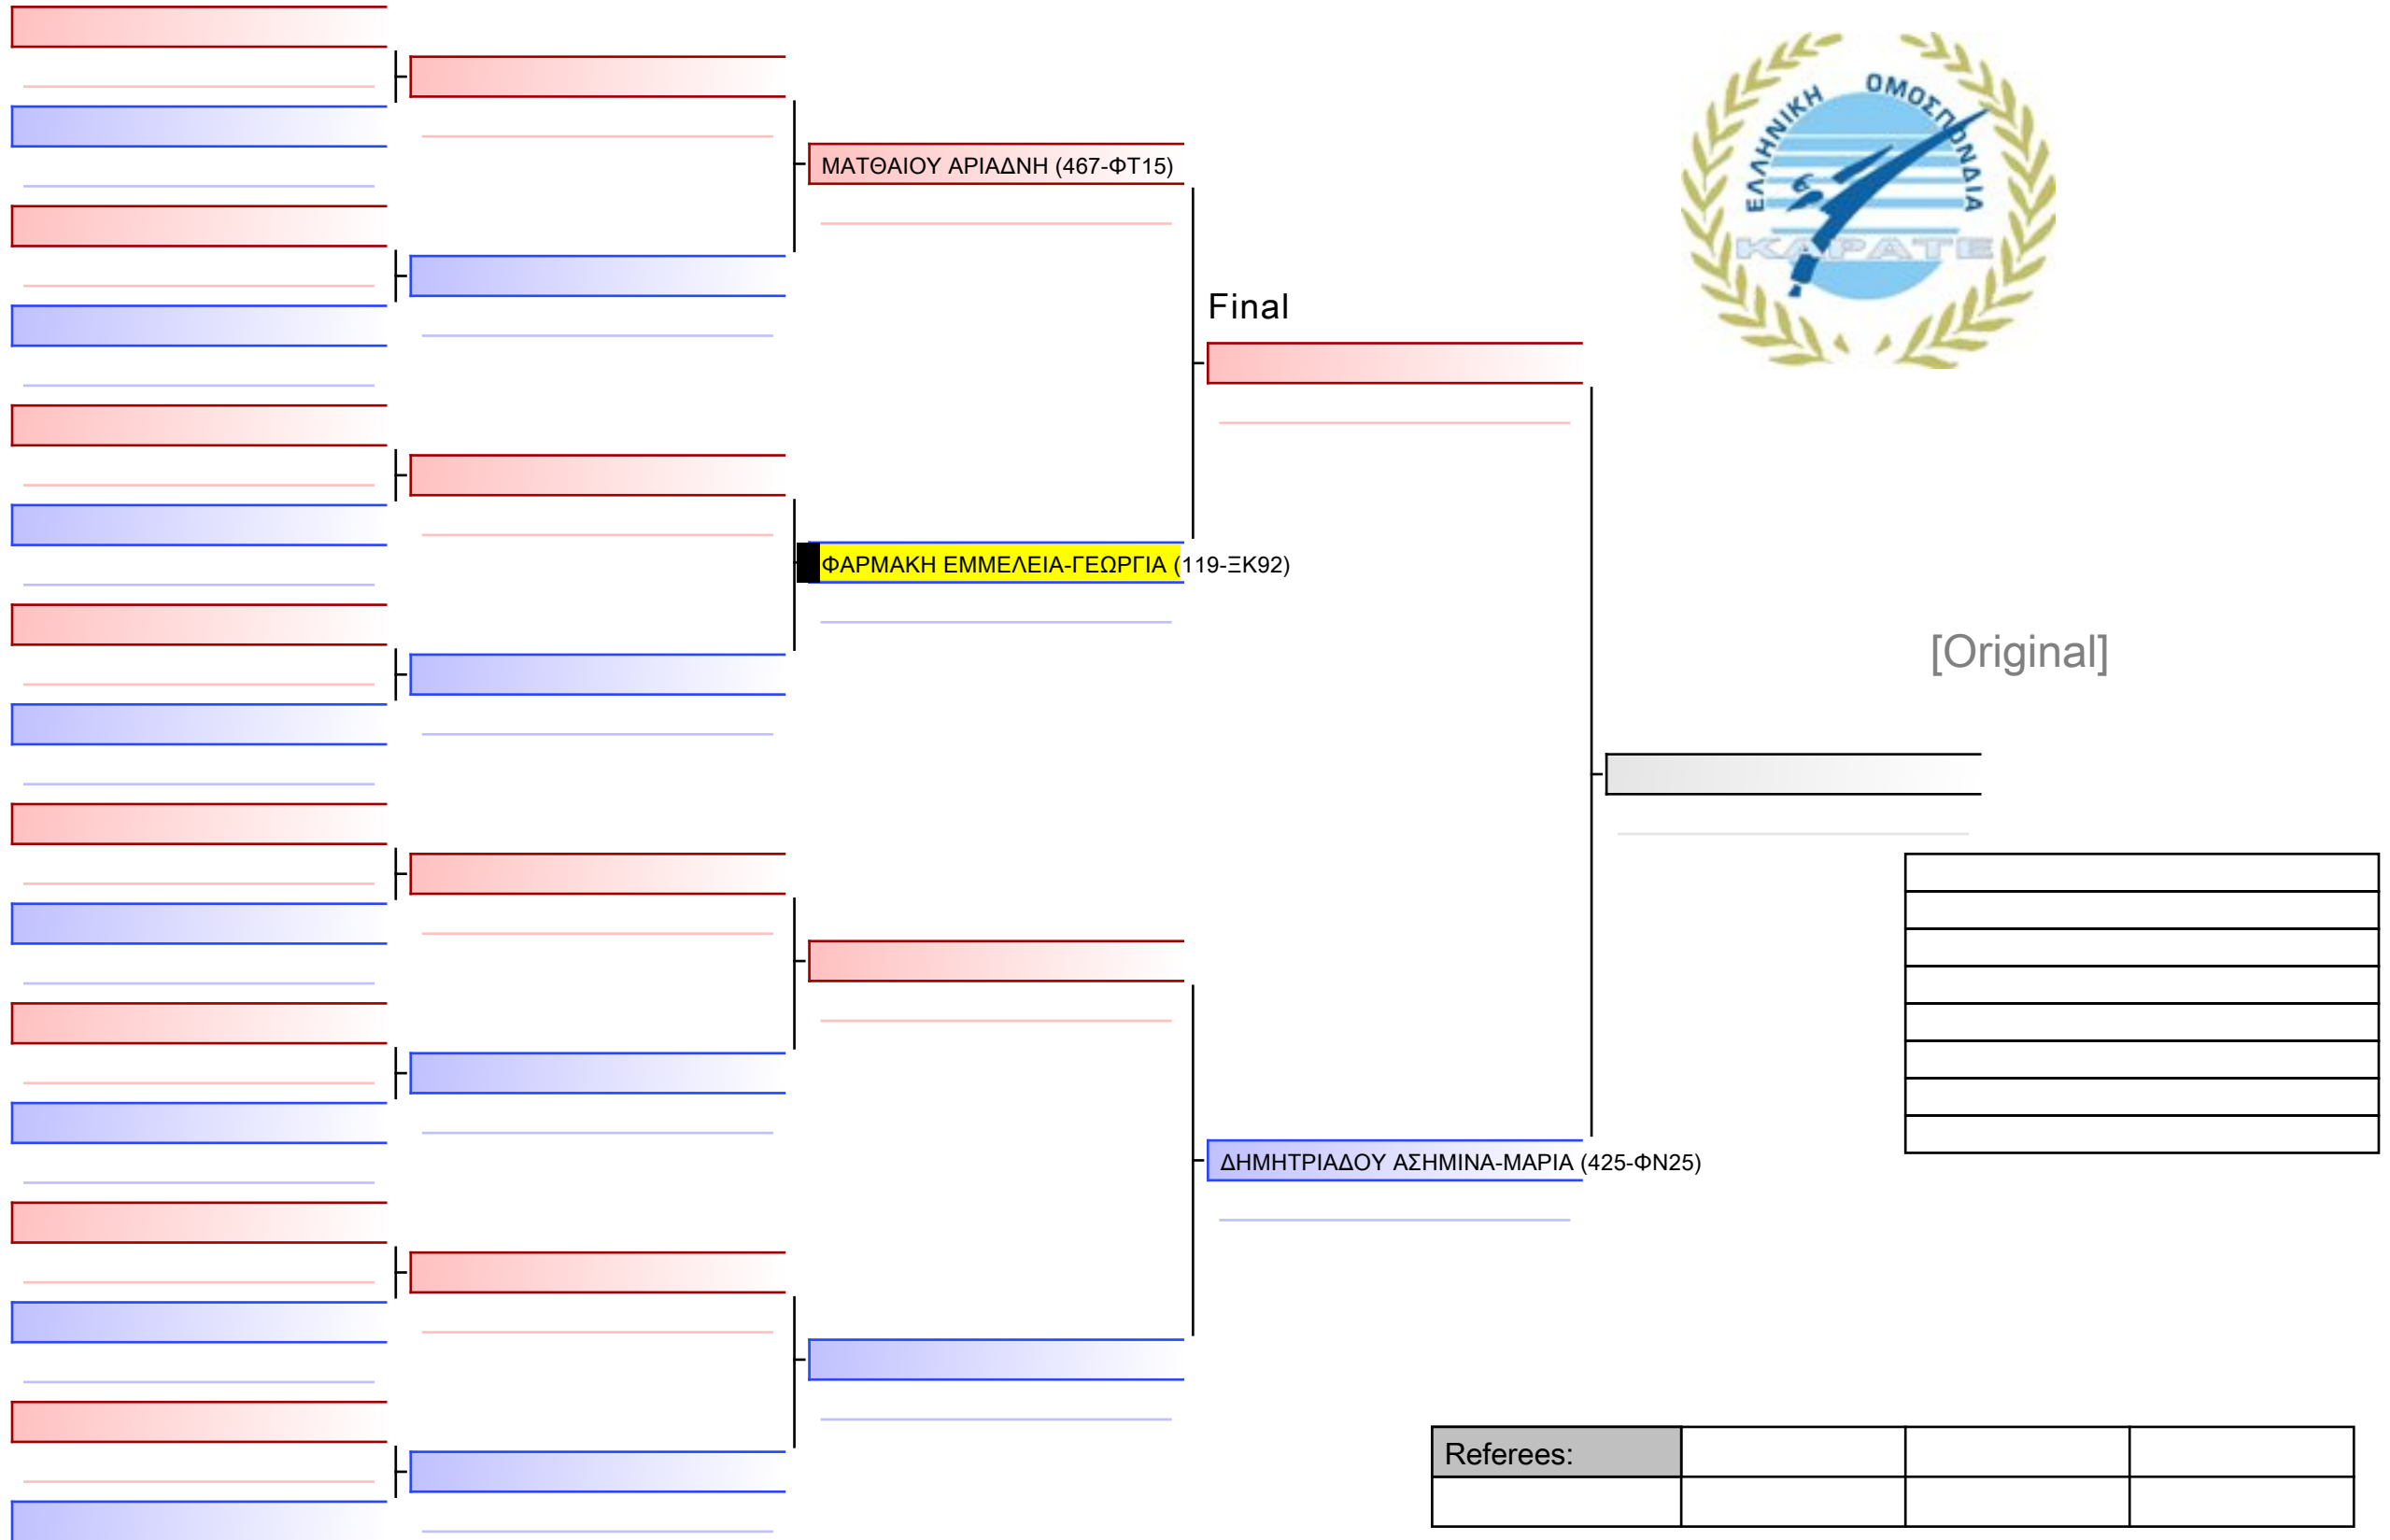 ΕΛΛΗΝΙΚΗ ΟΜΟΣΠΟΝΔΙΑ
ΚΑΡΑΤΕ
ΜΑΤΘΑΙΟΥ ΑΡΙΑΔΝΗ (467-ΦΤ15)
Final
ΦΑΡΜΑΚΗ ΕΜΜΕΛΕΙΑ-ΓΕΩΡΓΙΑ (119-ΞΚ92)
[Original]
ΔΗΜΗΤΡΙΑΔΟΥ ΑΣΗΜΙΝΑ-ΜΑΡΙΑ (425-ΦΝ25)
Referees: